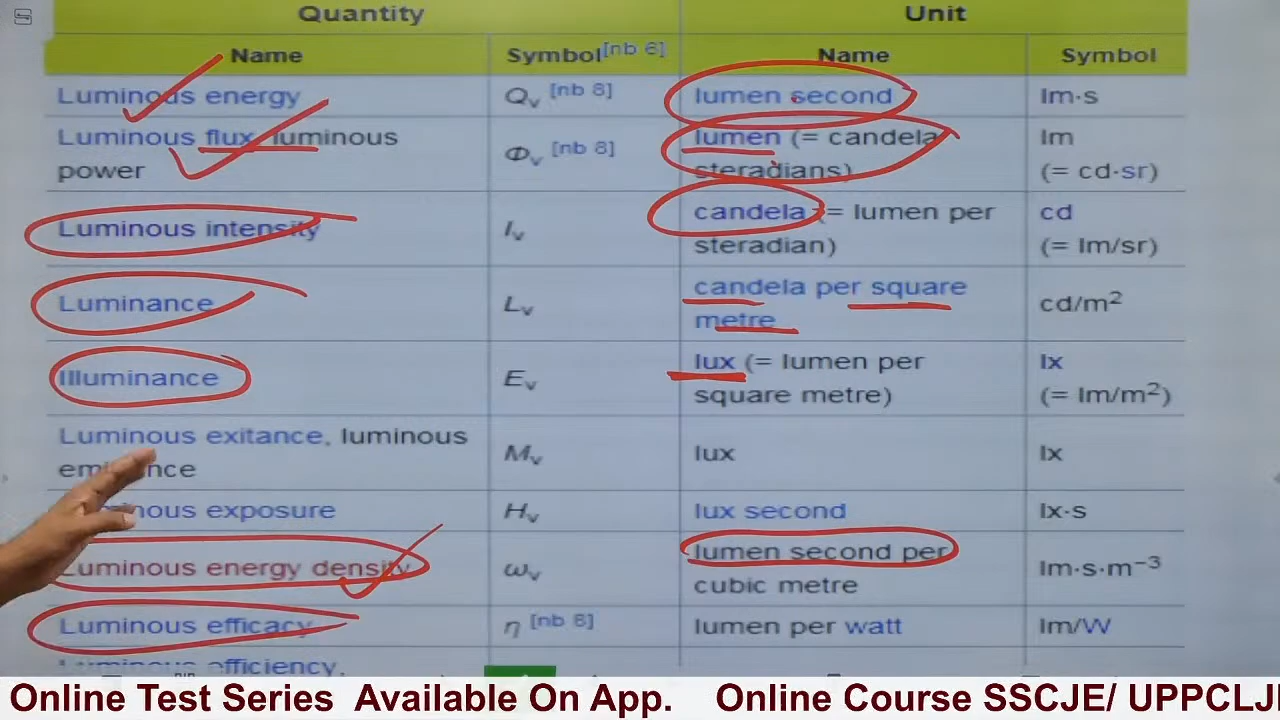 Quantity Unit
Name Symbol[nb 6] Name Symbol
Luminous energy Qᵥ [nb 8] lumen second lm·s
Luminous flux, luminous power Φᵥ [nb 8] lumen (= candela steradians) lm (= cd·sr)
Luminous intensity Iᵥ candela (= lumen per steradian) cd (= lm/sr)
Luminance Lᵥ candela per square metre cd/m²
Illuminance Eᵥ lux (= lumen per square metre) lx (= lm/m²)
Luminous exitance, luminous Mᵥ lux lx
exposure Hᵥ lux second lx·s
Luminous energy density ωᵥ lumen second per cubic metre lm·s·m⁻³
Luminous efficacy η [nb 8] lumen per watt lm/W
Luminous efficiency,
Online Test Series Available On App. Online Course SSCJE/ UPPCLJE